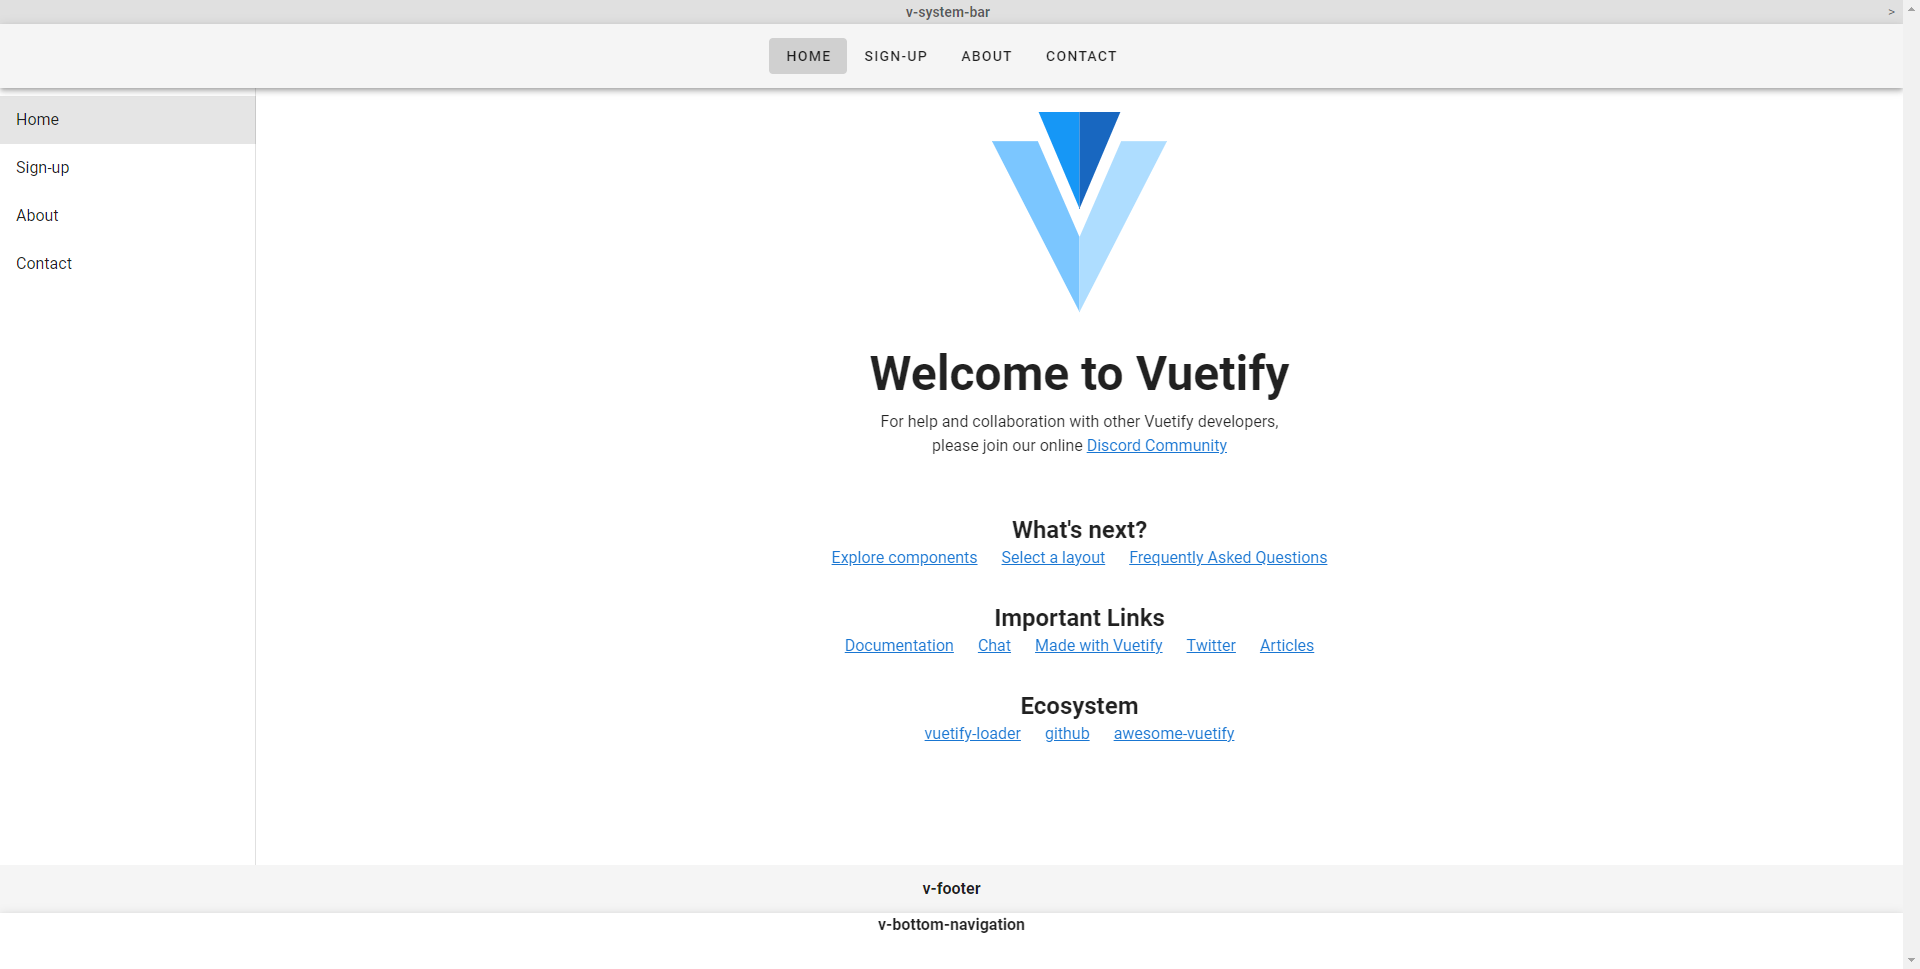 v-system-bar >
HOME SIGN-UP ABOUT CONTACT
Home
Sign-up
About
Contact
Welcome to Vuetify
For help and collaboration with other Vuetify developers,
please join our online Discord Community
What's next?
Explore components Select a layout Frequently Asked Questions
Important Links
Documentation Chat Made with Vuetify Twitter Articles
Ecosystem
vuetify-loader github awesome-vuetify
v-footer
v-bottom-navigation